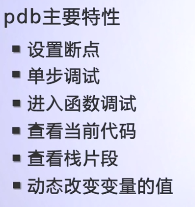 pdb主要特性
■ 设置断点
■ 单步调试
■ 进入函数调试
■ 查看当前代码
■ 查看栈片段
■ 动态改变变量的值